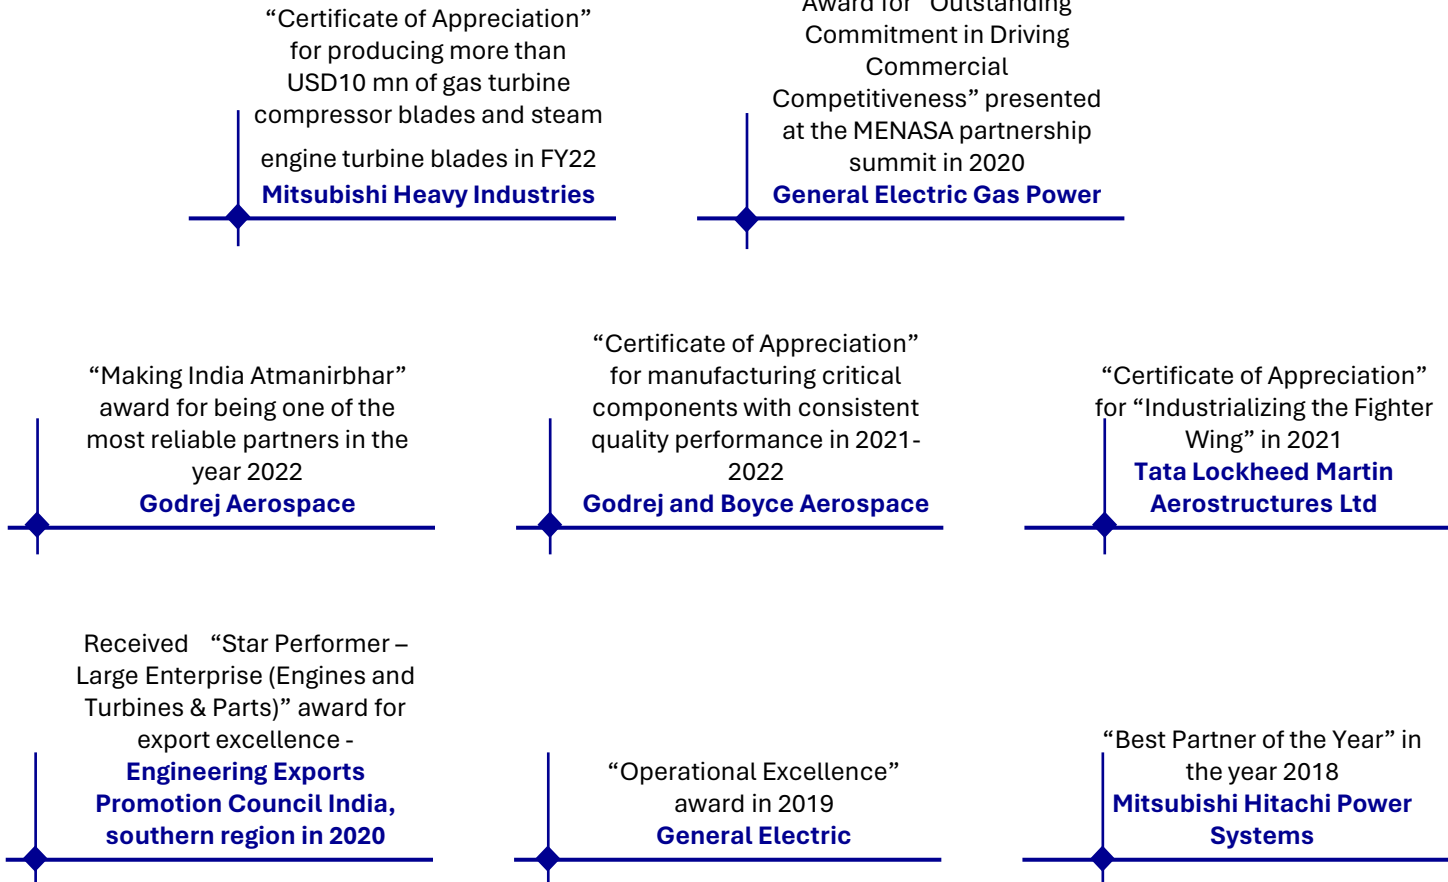 “Certificate of Appreciation”
for producing more than
USD10 mn of gas turbine
compressor blades and steam
engine turbine blades in FY22
Mitsubishi Heavy Industries
Award for “Outstanding
Commitment in Driving
Commercial
Competitiveness” presented
at the MENASA partnership
summit in 2020
General Electric Gas Power
“Making India Atmanirbhar”
award for being one of the
most reliable partners in the
year 2022
Godrej Aerospace
“Certificate of Appreciation”
for manufacturing critical
components with consistent
quality performance in 2021-
2022
Godrej and Boyce Aerospace
“Certificate of Appreciation”
for “Industrializing the Fighter
Wing” in 2021
Tata Lockheed Martin
Aerostructures Ltd
Received “Star Performer –
Large Enterprise (Engines and
Turbines & Parts)” award for
export excellence -
Engineering Exports
Promotion Council India,
southern region in 2020
“Operational Excellence”
award in 2019
General Electric
“Best Partner of the Year” in
the year 2018
Mitsubishi Hitachi Power
Systems